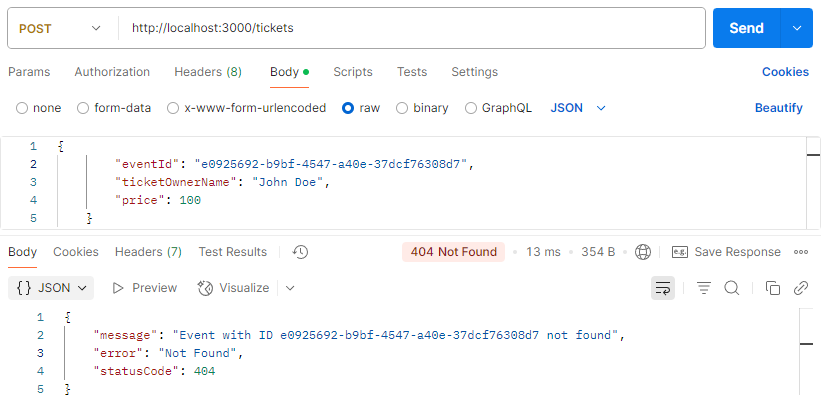 POST http://localhost:3000/tickets Send
Params Authorization Headers (8) Body Scripts Tests Settings Cookies
none form-data x-www-form-urlencoded raw binary GraphQL JSON Beautify
1 {
2 "eventId": "e0925692-b9bf-4547-a40e-37dcf76308d7",
3 "ticketOwnerName": "John Doe",
4 "price": 100
5 }
Body Cookies Headers (7) Test Results 404 Not Found 13 ms 354 B e.g. Save Response
{} JSON Preview Visualize
1 {
2 "message": "Event with ID e0925692-b9bf-4547-a40e-37dcf76308d7 not found",
3 "error": "Not Found",
4 "statusCode": 404
5 }